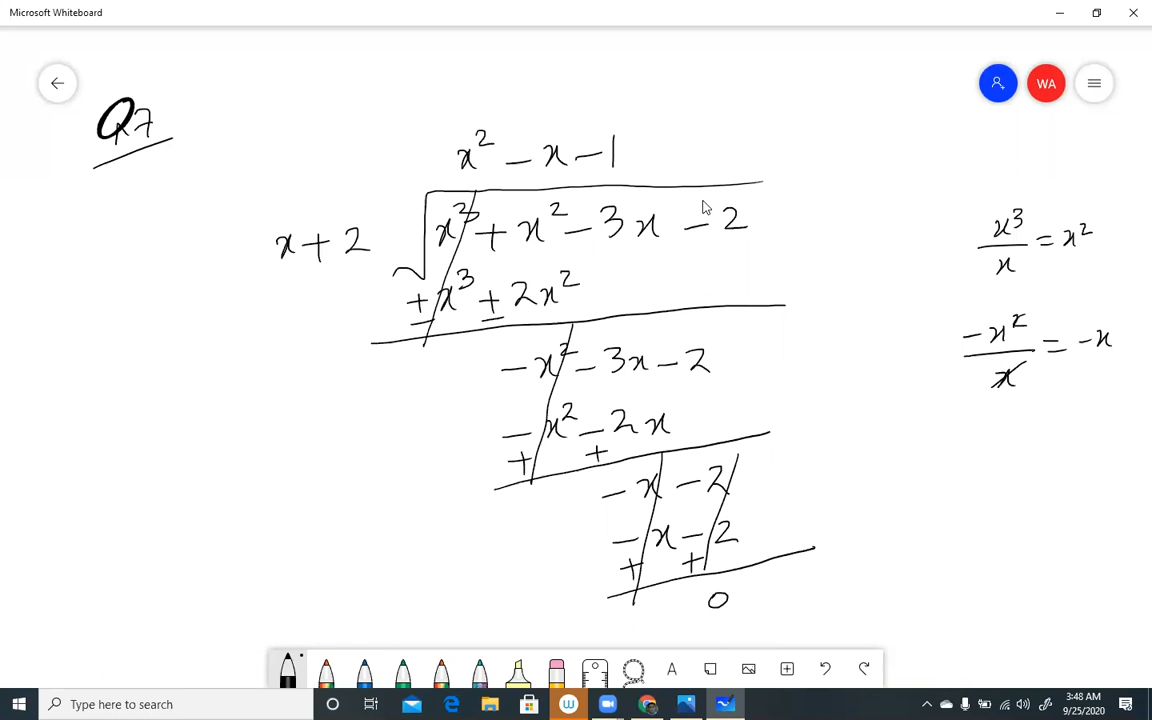 Microsoft Whiteboard
WA
Q7
x² - x - 1
x + 2 √ x³ + x² - 3x - 2
x³/x = x²
± x³ ± 2x²
-x²/x = -x
- x² - 3x - 2
- x² - 2x
+ +
- x - 2
- x - 2
+ +
0
A
Type here to search
W
3:48 AM
9/25/2020